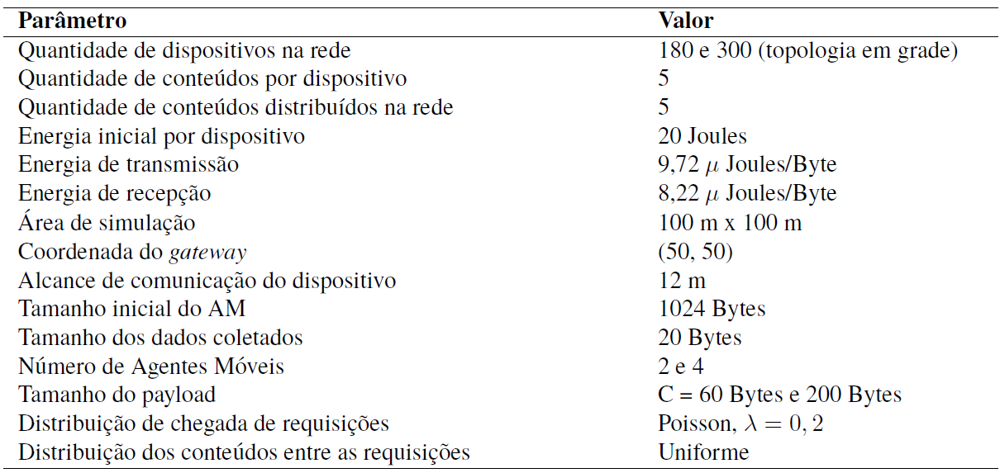 Parâmetro Valor
Quantidade de dispositivos na rede 180 e 300 (topologia em grade)
Quantidade de conteúdos por dispositivo 5
Quantidade de conteúdos distribuídos na rede 5
Energia inicial por dispositivo 20 Joules
Energia de transmissão 9,72 μ Joules/Byte
Energia de recepção 8,22 μ Joules/Byte
Área de simulação 100 m x 100 m
Coordenada do gateway (50, 50)
Alcance de comunicação do dispositivo 12 m
Tamanho inicial do AM 1024 Bytes
Tamanho dos dados coletados 20 Bytes
Número de Agentes Móveis 2 e 4
Tamanho do payload C = 60 Bytes e 200 Bytes
Distribuição de chegada de requisições Poisson, λ = 0, 2
Distribuição dos conteúdos entre as requisições Uniforme